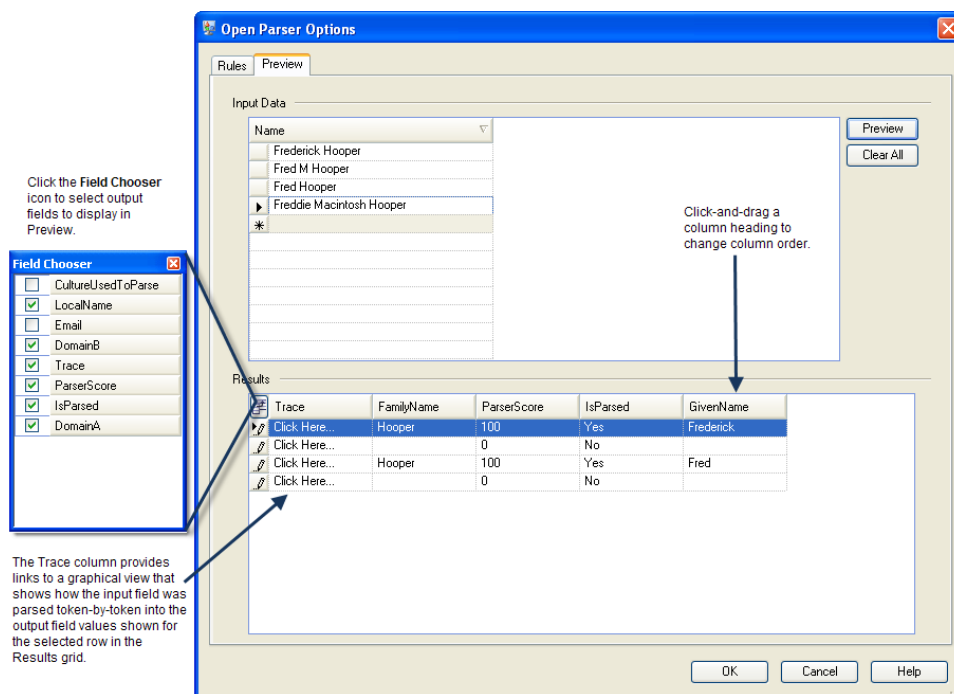 Open Parser Options
Rules
Preview
Input Data
Name
Frederick Hooper
Fred M Hooper
Fred Hooper
Freddie Macintosh Hooper
Preview
Clear All
Click the Field Chooser
icon to select output
fields to display in
Preview.
Click-and-drag a
column heading to
change column order.
Field Chooser
CultureUsedToParse
LocalName
Email
DomainB
Trace
ParserScore
IsParsed
DomainA
Results
Trace FamilyName ParserScore IsParsed GivenName
Click Here... Hooper 100 Yes Frederick
Click Here... 0 No
Click Here... Hooper 100 Yes Fred
Click Here... 0 No
The Trace column provides
links to a graphical view that
shows how the input field was
parsed token-by-token into the
output field values shown for
the selected row in the
Results grid.
OK
Cancel
Help